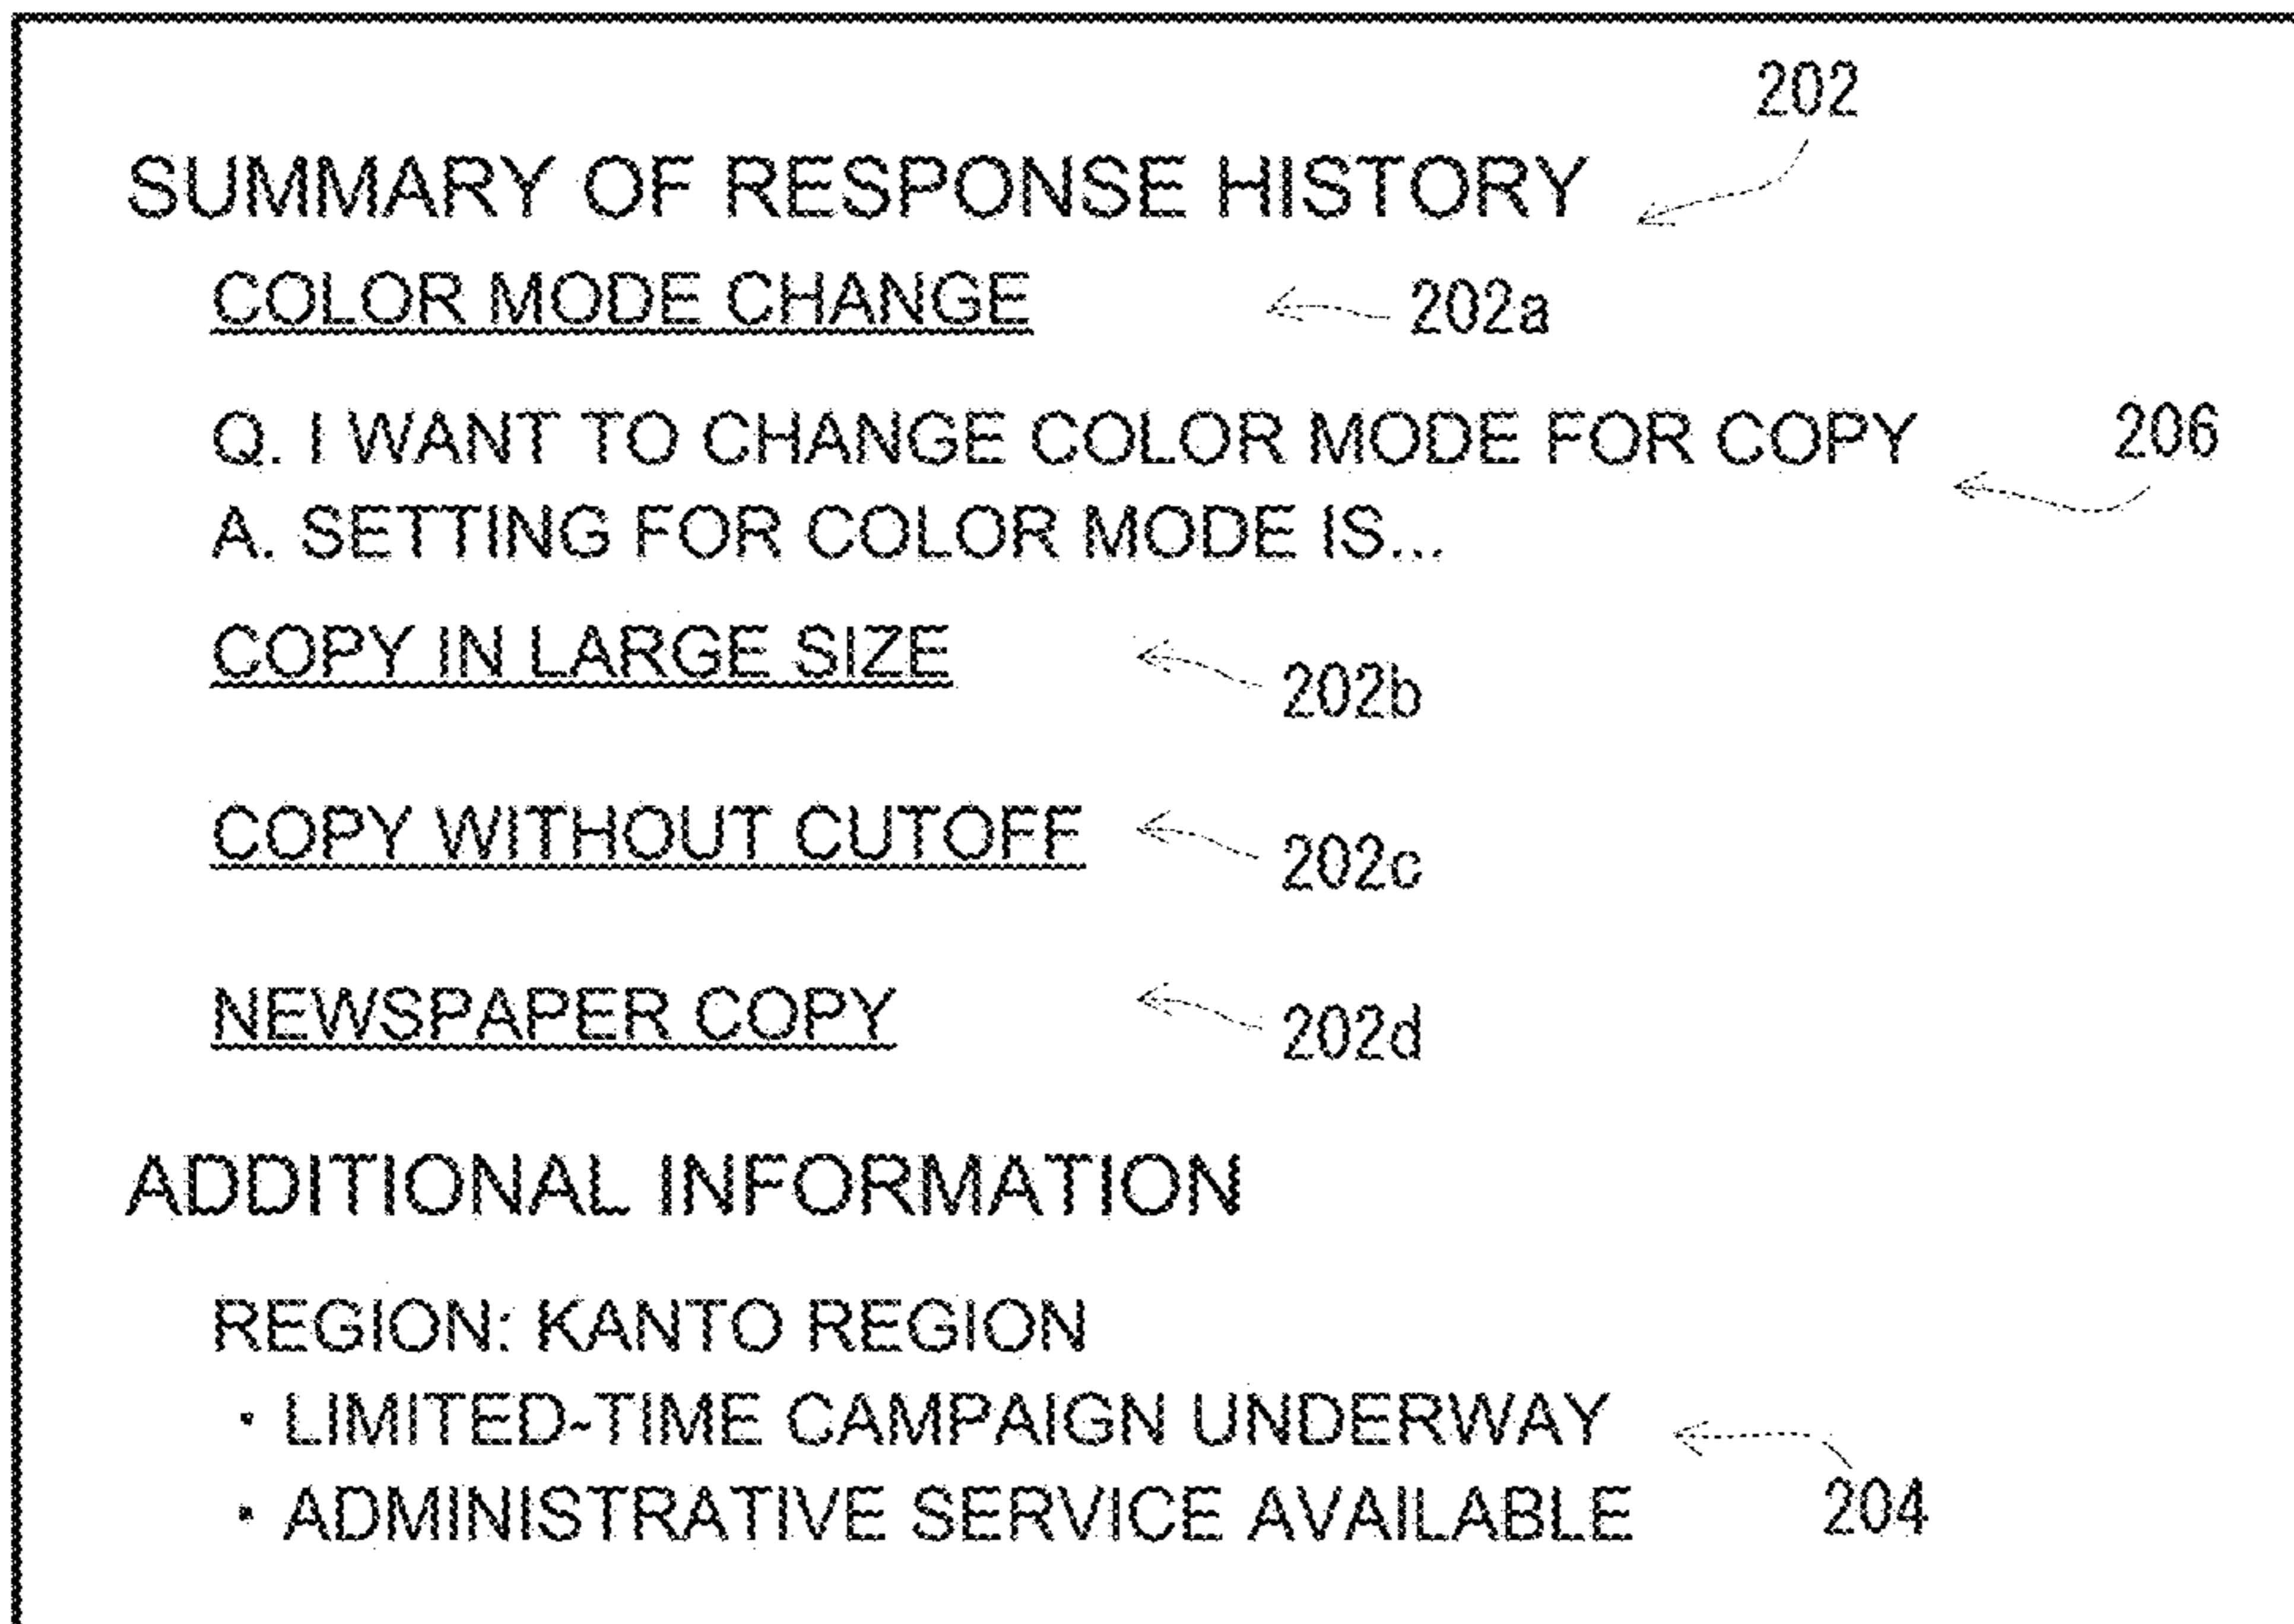 202
SUMMARY OF RESPONSE HISTORY
COLOR MODE CHANGE 202a
Q. I WANT TO CHANGE COLOR MODE FOR COPY 206
A. SETTING FOR COLOR MODE IS...
COPY IN LARGE SIZE 202b
COPY WITHOUT CUTOFF 202c
NEWSPAPER COPY 202d
ADDITIONAL INFORMATION
REGION: KANTO REGION
・LIMITED-TIME CAMPAIGN UNDERWAY
・ADMINISTRATIVE SERVICE AVAILABLE 204